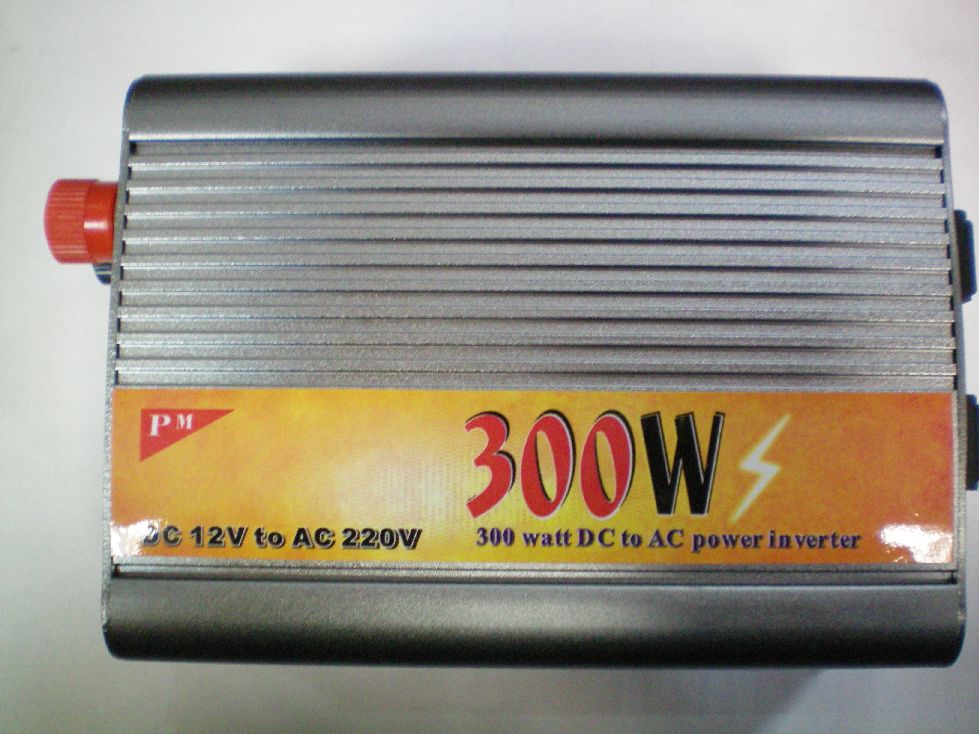 PM
300W
DC 12V to AC 220V
300 watt DC to AC power inverter